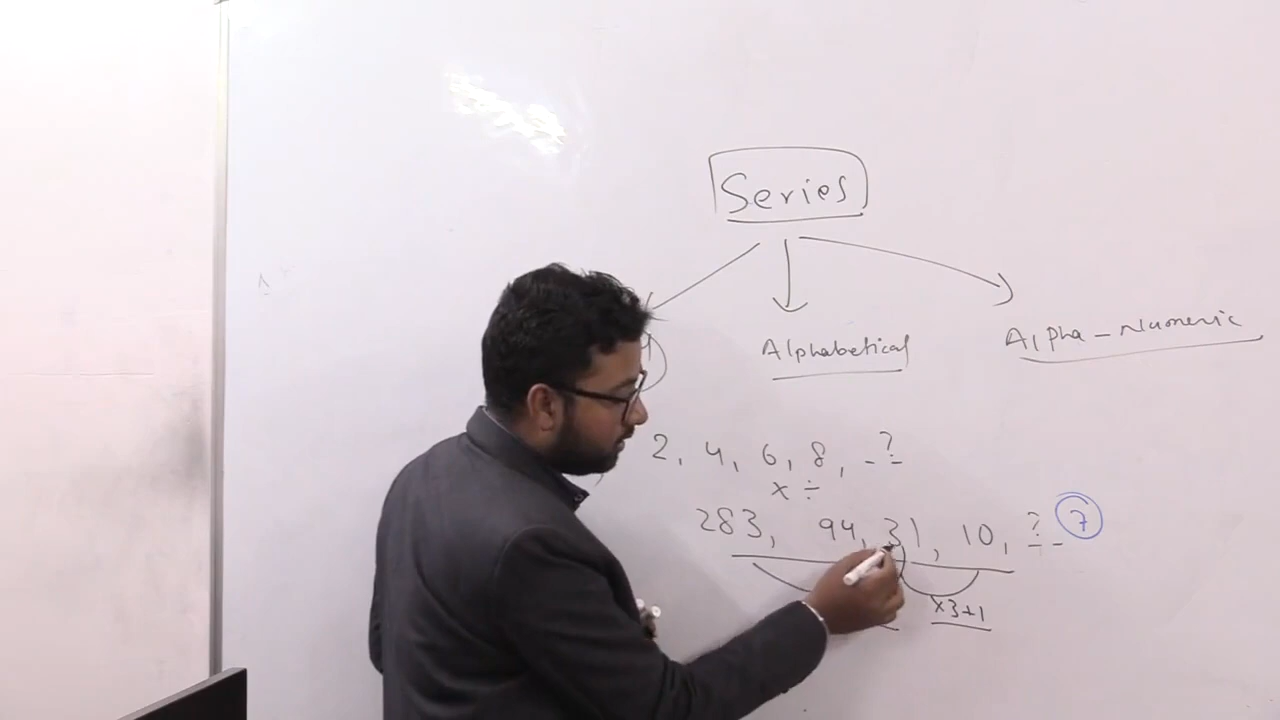 Series
Alphabetical
Alpha-Numeric
2, 4, 6, 8, _?_
× ÷
283, 94, 31, 10, ? 7
×3+1